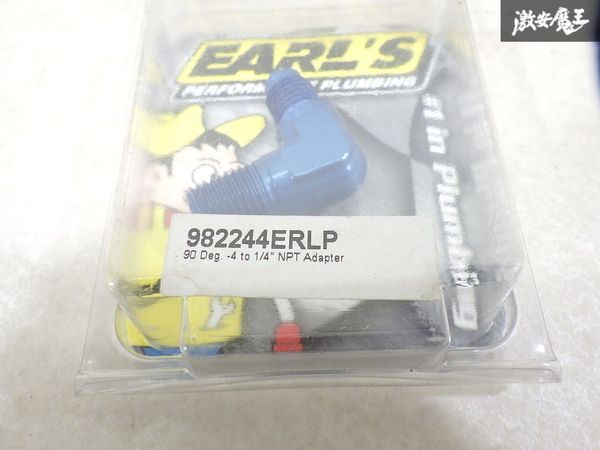 激安魔王
EARL'S
PERFORMANCE PLUMBING
#1 in Plumbing
982244ERLP
90 Deg. -4 to 1/4" NPT Adapter